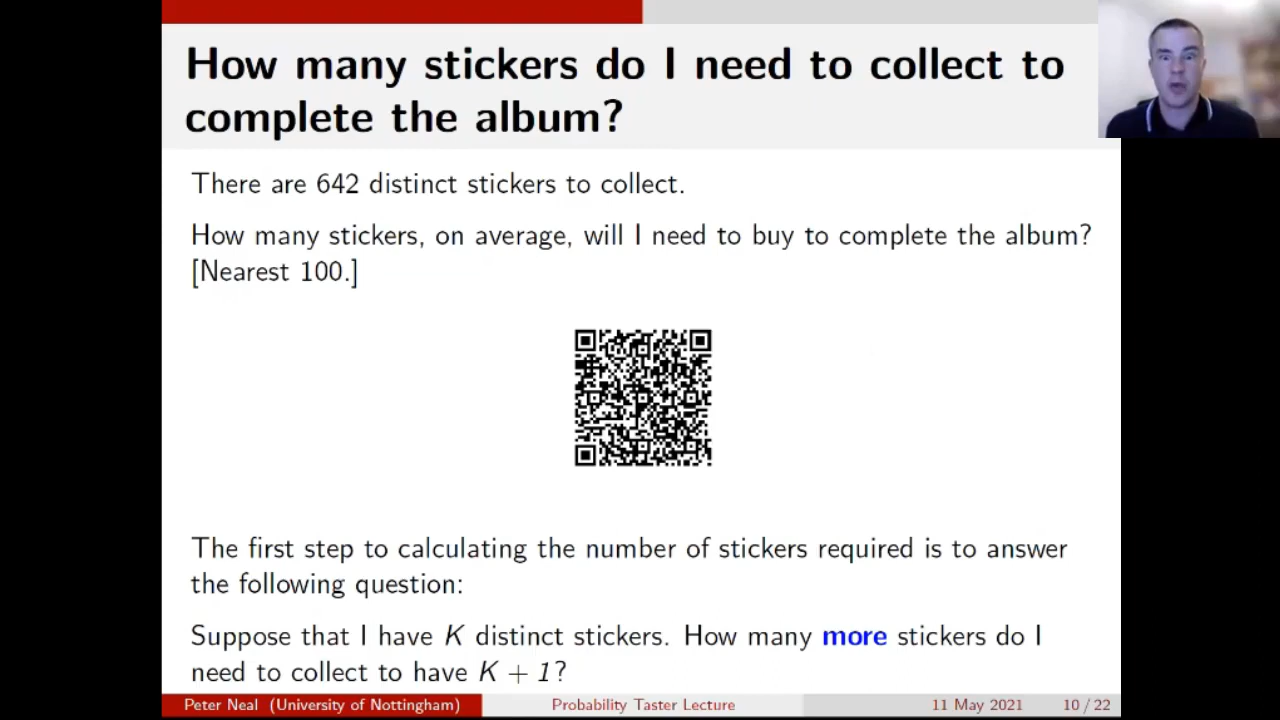 How many stickers do I need to collect to
complete the album?
There are 642 distinct stickers to collect.
How many stickers, on average, will I need to buy to complete the album?
[Nearest 100.]
The first step to calculating the number of stickers required is to answer
the following question:
Suppose that I have K distinct stickers. How many more stickers do I
need to collect to have K + 1?
Peter Neal (University of Nottingham) Probability Taster Lecture 11 May 2021 10 / 22